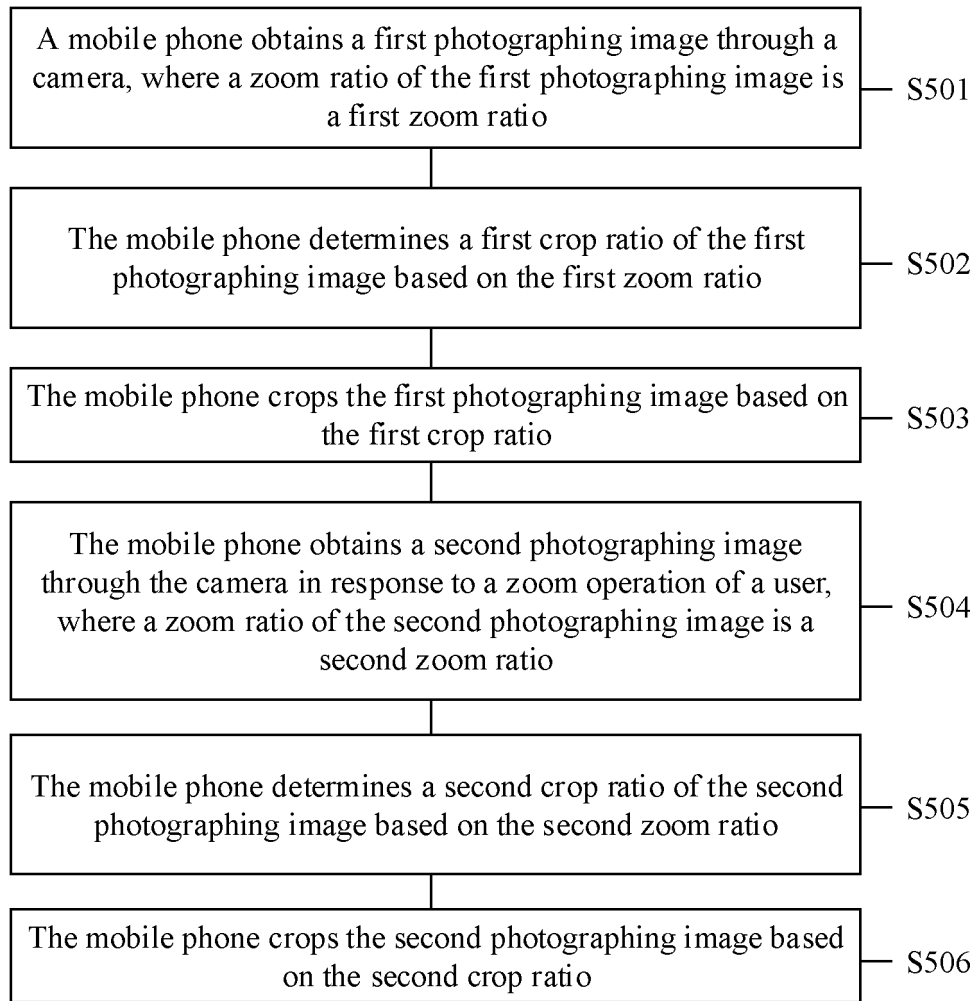 A mobile phone obtains a first photographing image through a
camera, where a zoom ratio of the first photographing image is
a first zoom ratio
S501
The mobile phone determines a first crop ratio of the first
photographing image based on the first zoom ratio
S502
The mobile phone crops the first photographing image based on
the first crop ratio
S503
The mobile phone obtains a second photographing image
through the camera in response to a zoom operation of a user,
where a zoom ratio of the second photographing image is a
second zoom ratio
S504
The mobile phone determines a second crop ratio of the second
photographing image based on the second zoom ratio
S505
The mobile phone crops the second photographing image based
on the second crop ratio
S506